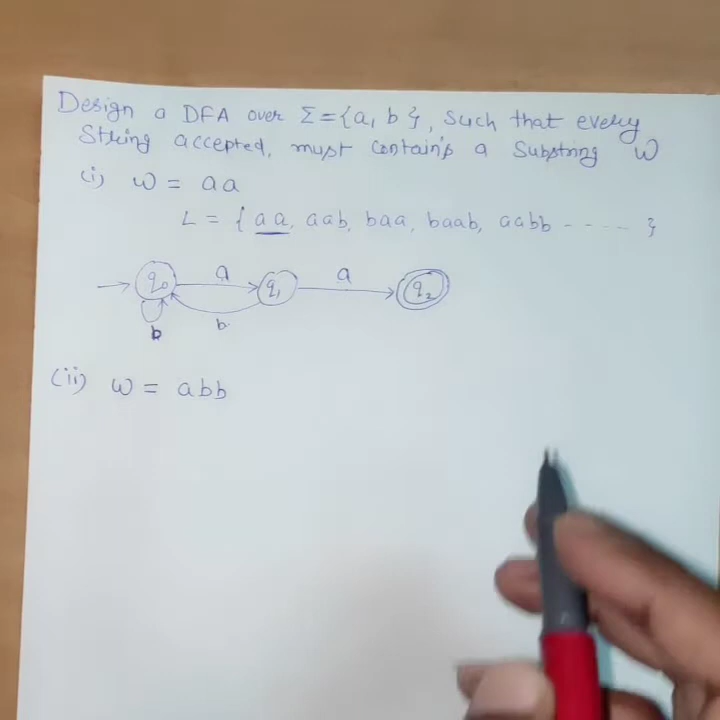 Design a DFA over Σ={a, b}, such that every
string accepted, must contain's a substring w
(i) w = aa
L = {aa, aab, baa, baab, aabb ----- }
q₀ a q₁ a q₂
b b
(ii) w = abb